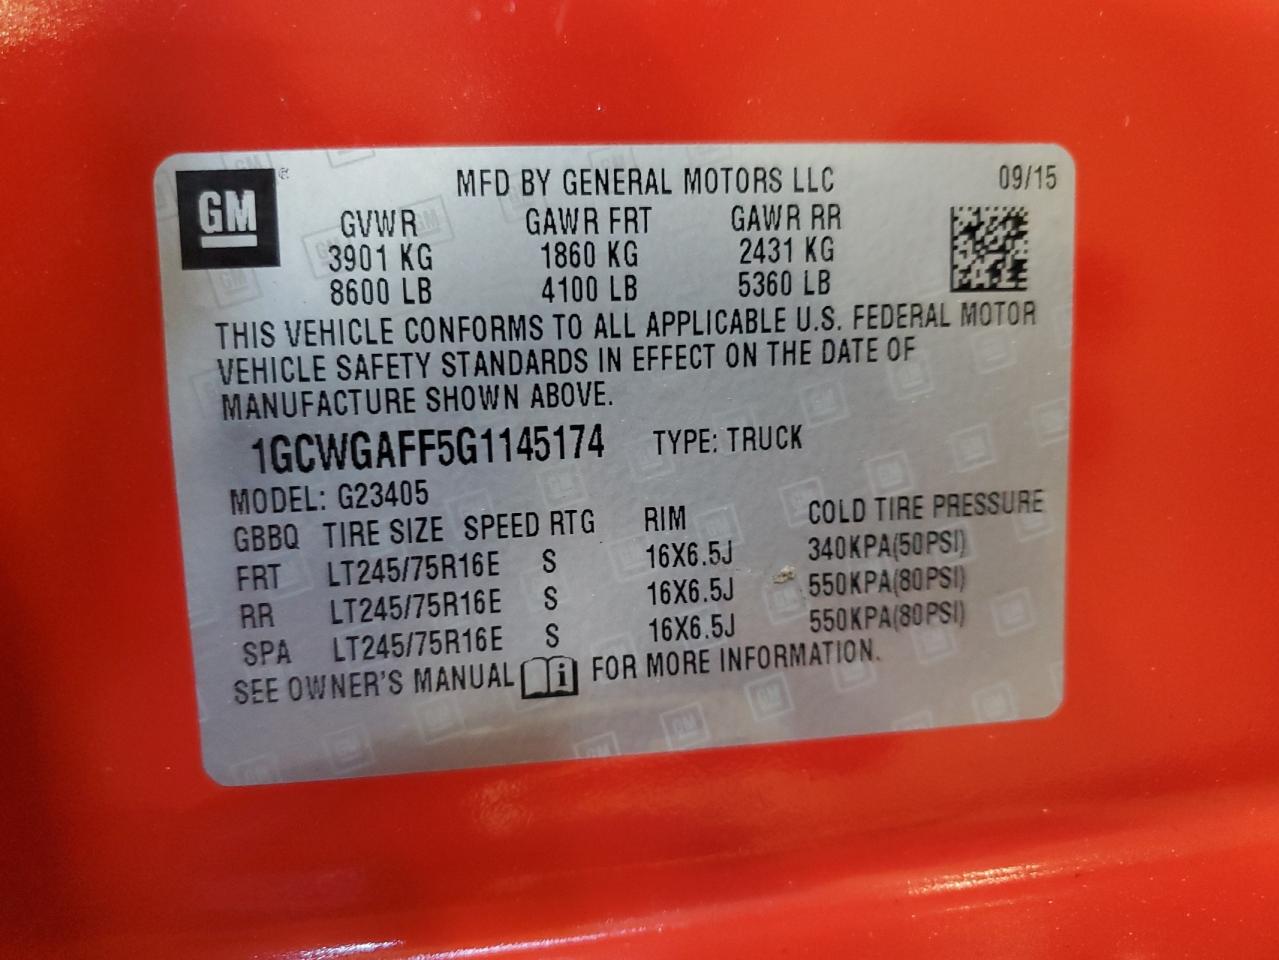 GM ®
MFD BY GENERAL MOTORS LLC 09/15
GVWR GAWR FRT GAWR RR
3901 KG 1860 KG 2431 KG
8600 LB 4100 LB 5360 LB
THIS VEHICLE CONFORMS TO ALL APPLICABLE U.S. FEDERAL MOTOR
VEHICLE SAFETY STANDARDS IN EFFECT ON THE DATE OF
MANUFACTURE SHOWN ABOVE.
1GCWGAFF5G1145174 TYPE: TRUCK
MODEL: G23405
GBBQ TIRE SIZE SPEED RTG RIM COLD TIRE PRESSURE
FRT LT245/75R16E S 16X6.5J 340KPA(50PSI)
RR LT245/75R16E S 16X6.5J 550KPA(80PSI)
SPA LT245/75R16E S 16X6.5J 550KPA(80PSI)
SEE OWNER'S MANUAL i FOR MORE INFORMATION.